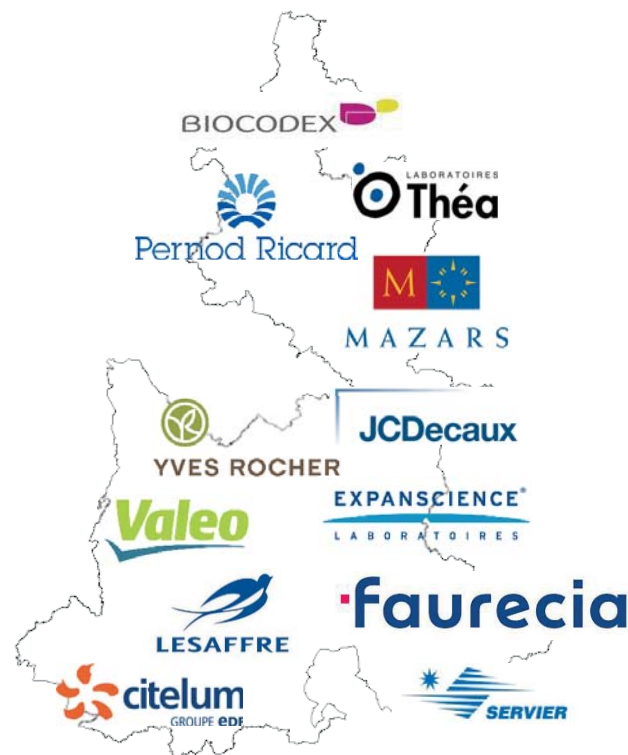 BIOCODEX
LABORATOIRES
Théa
Pernod Ricard
M
MAZARS
JCDecaux
YVES ROCHER
EXPANSCIENCE®
LABORATOIRES
Valeo
faurecia
LESAFFRE
citelum
GROUPE EDF
SERVIER